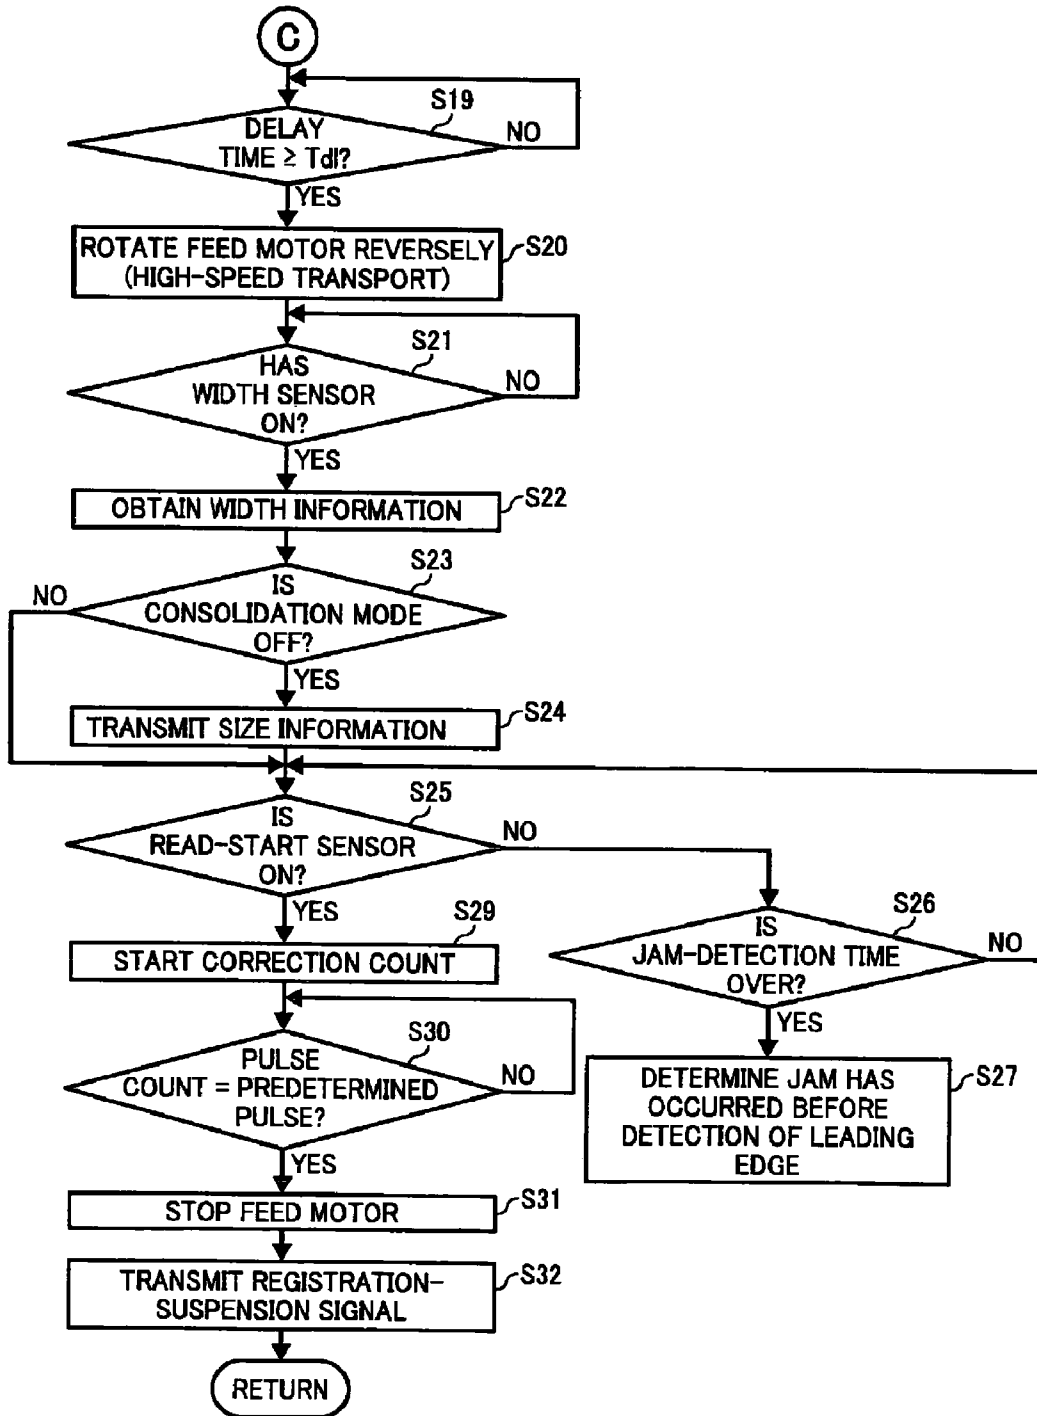 C
S19
DELAY
TIME ≥ Tdl?
NO
YES
ROTATE FEED MOTOR REVERSELY
(HIGH-SPEED TRANSPORT)
S20
S21
HAS
WIDTH SENSOR
ON?
NO
YES
OBTAIN WIDTH INFORMATION
S22
S23
IS
CONSOLIDATION MODE
OFF?
NO
YES
TRANSMIT SIZE INFORMATION
S24
S25
IS
READ-START SENSOR
ON?
NO
YES
S26
IS
JAM-DETECTION TIME
OVER?
NO
YES
DETERMINE JAM HAS
OCCURRED BEFORE
DETECTION OF LEADING
EDGE
S27
S29
START CORRECTION COUNT
S30
PULSE
COUNT = PREDETERMINED
PULSE?
NO
YES
STOP FEED MOTOR
S31
TRANSMIT REGISTRATION-
SUSPENSION SIGNAL
S32
RETURN